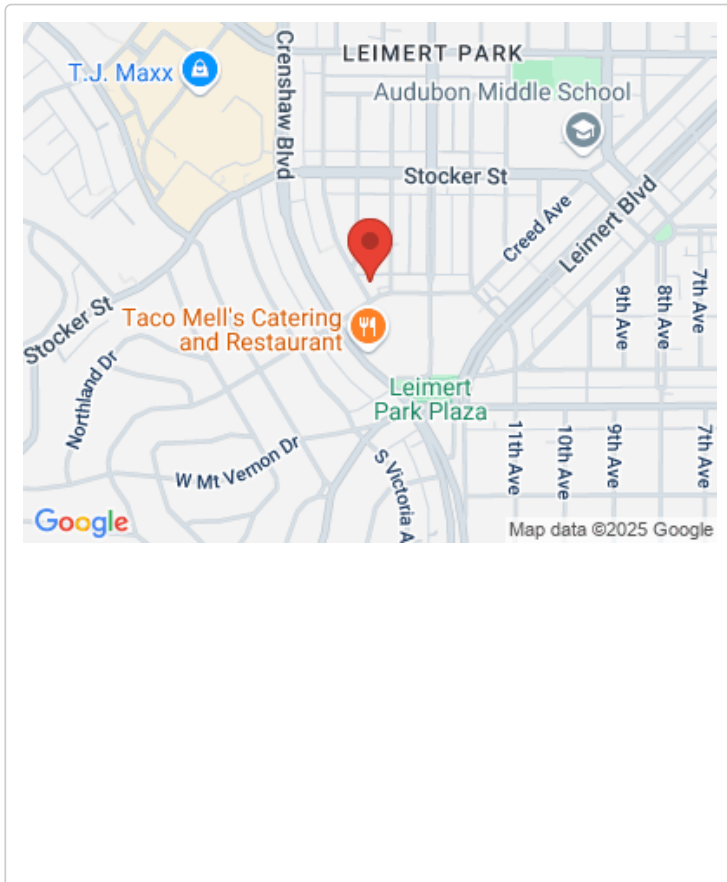 LEIMERT PARK
T.J. Maxx
Crenshaw Blvd
Audubon Middle School
Stocker St
Creed Ave
Leimert Blvd
7th Ave
8th Ave
9th Ave
Stocker St
Taco Mell's Catering
and Restaurant
Northland Dr
Leimert
Park Plaza
W Mt Vernon Dr
S Victoria A
11th Ave
10th Ave
9th Ave
7th Ave
Google
Map data ©2025 Google